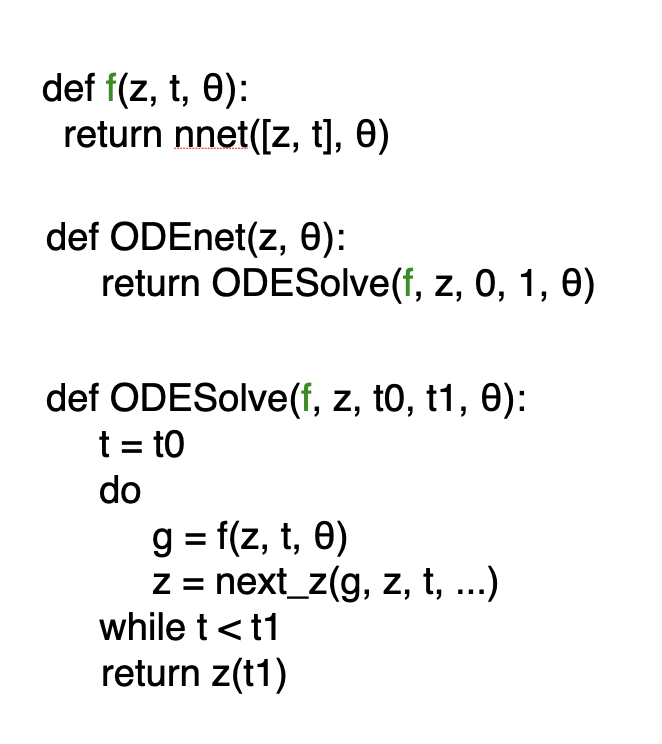 def f(z, t, θ):
return nnet([z, t], θ)
def ODEnet(z, θ):
return ODESolve(f, z, 0, 1, θ)
def ODESolve(f, z, t0, t1, θ):
t = t0
do
g = f(z, t, θ)
z = next_z(g, z, t, ...)
while t < t1
return z(t1)